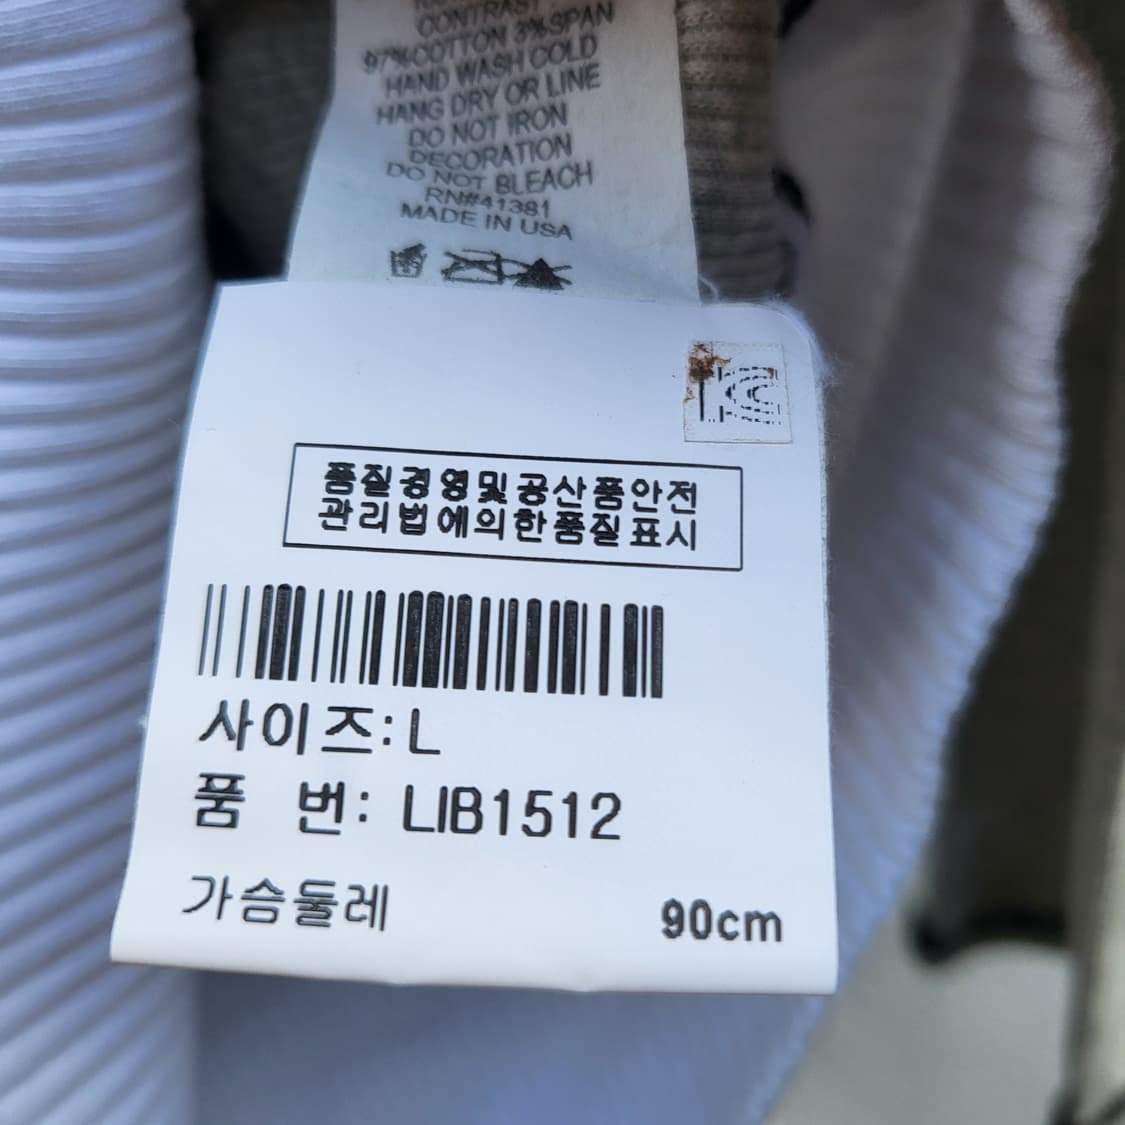 CONTRAST
97%COTTON 3%SPAN
HAND WASH COLD
HANG DRY OR LINE
DO NOT IRON
DECORATION
DO NOT BLEACH
RN#41381
MADE IN USA
KC
품질경영및공산품안전
관리법에의한품질표시
사이즈:L
품 번: LIB1512
가슴둘레 90cm